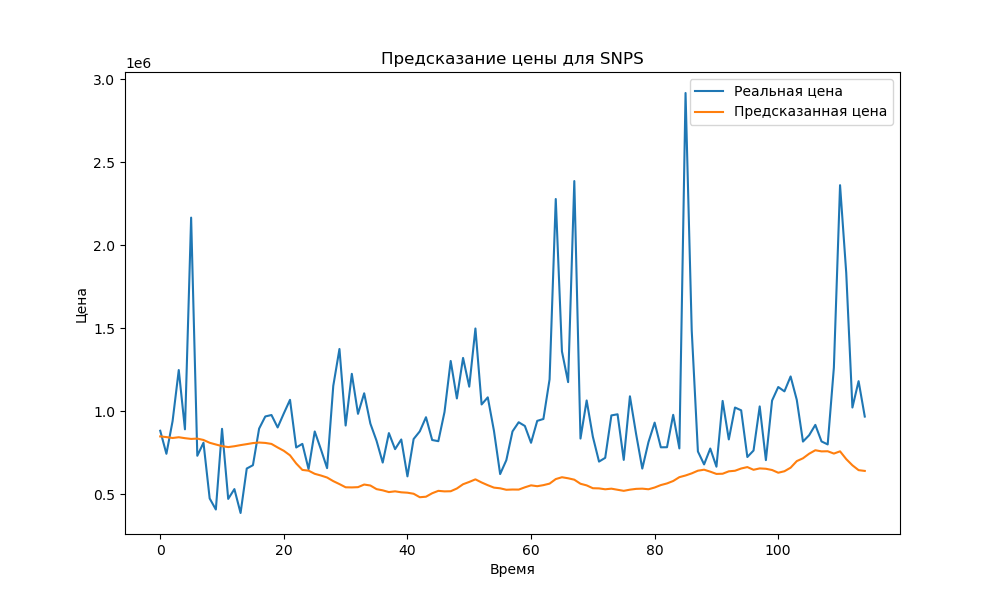 Предсказание цены для SNPS
1e6
Реальная цена
Предсказанная цена
3.0
2.5
2.0
1.5
1.0
0.5
Цена
0
20
40
60
80
100
Время